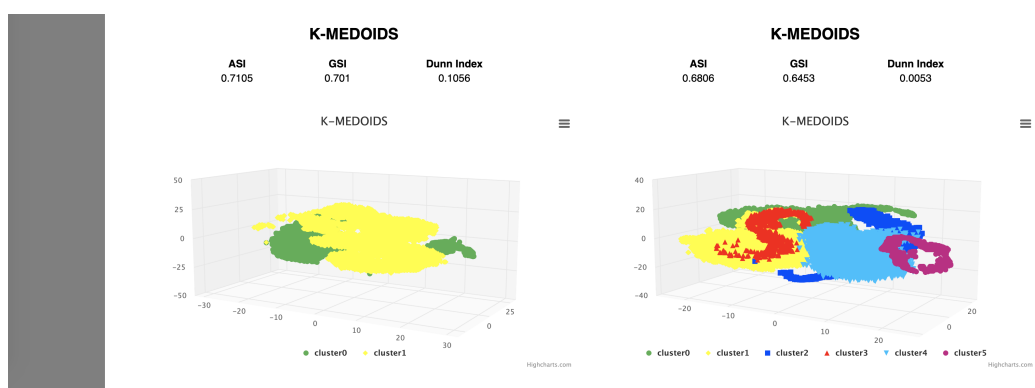 K-MEDOIDS
ASI GSI Dunn Index
0.7105 0.701 0.1056
K-MEDOIDS
50
25
0
-25
-50
-30
-20
-10
0
10
20
30
0
25
cluster0 cluster1
Highcharts.com
K-MEDOIDS
ASI GSI Dunn Index
0.6806 0.6453 0.0053
K-MEDOIDS
40
20
0
-20
-40
-20
-10
0
10
20
0
20
cluster0 cluster1 cluster2 cluster3 cluster4 cluster5
Highcharts.com